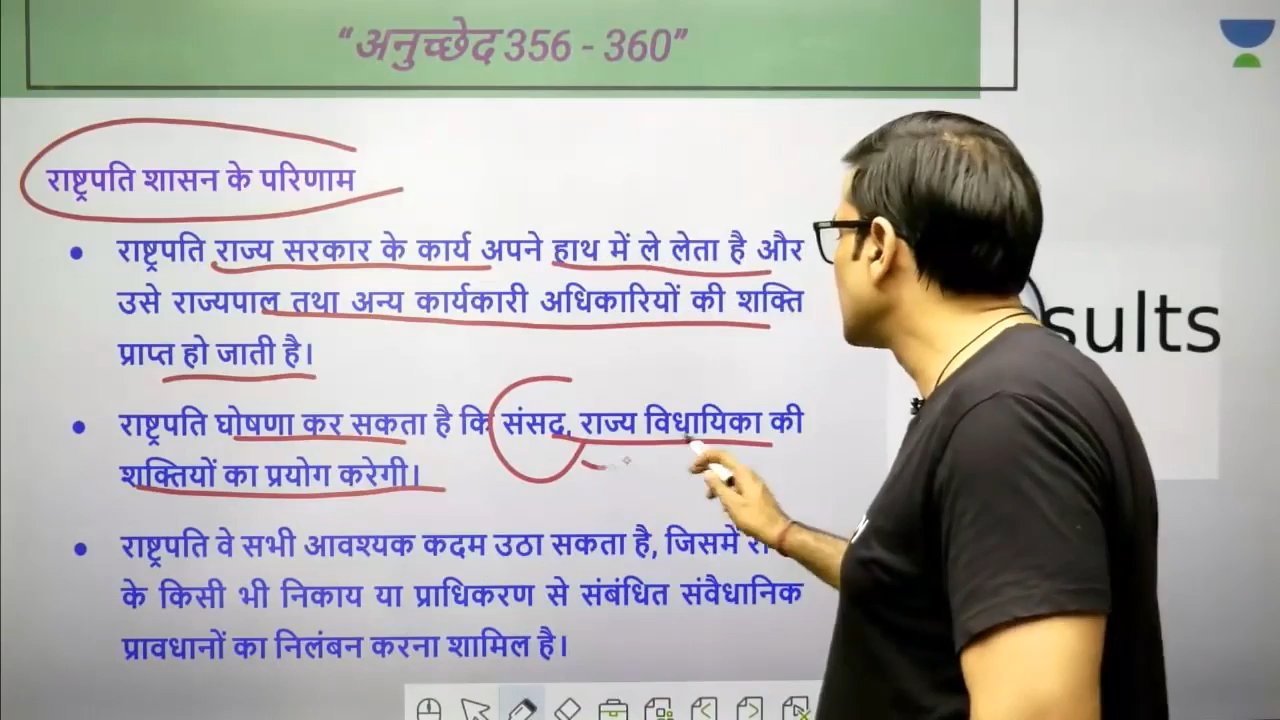 “अनुच्छेद 356 - 360”
राष्ट्रपति शासन के परिणाम
• राष्ट्रपति राज्य सरकार के कार्य अपने हाथ में ले लेता है और
उसे राज्यपाल तथा अन्य कार्यकारी अधिकारियों की शक्ति
प्राप्त हो जाती है।
• राष्ट्रपति घोषणा कर सकता है कि संसद, राज्य विधायिका की
शक्तियों का प्रयोग करेगी।
• राष्ट्रपति वे सभी आवश्यक कदम उठा सकता है, जिसमें
के किसी भी निकाय या प्राधिकरण से संबंधित संवैधानिक
प्रावधानों का निलंबन करना शामिल है।
sults